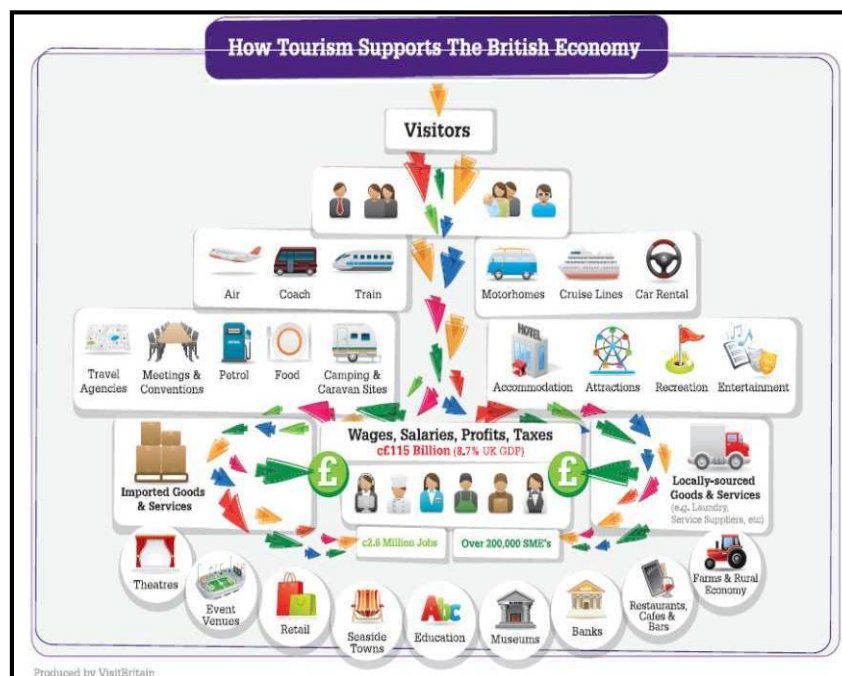 How Tourism Supports The British Economy
Visitors
Air
Coach
Train
Motorhomes
Cruise Lines
Car Rental
Travel
Agencies
Meetings &
Conventions
Petrol
Food
Camping &
Caravan Sites
HOTEL
Accommodation
Attractions
Recreation
Entertainment
Imported Goods
& Services
£
Wages, Salaries, Profits, Taxes
c£115 Billion (8.7% UK GDP)
£
Locally-sourced
Goods & Services
(e.g. Laundry,
Service Suppliers, etc)
c2.6 Million Jobs
Over 200,000 SME's
Theatres
Event
Venues
Retail
Seaside
Towns
Abc
Education
Museums
Banks
Restaurants,
Cafes &
Bars
Farms & Rural
Economy
Produced by VisitBritain